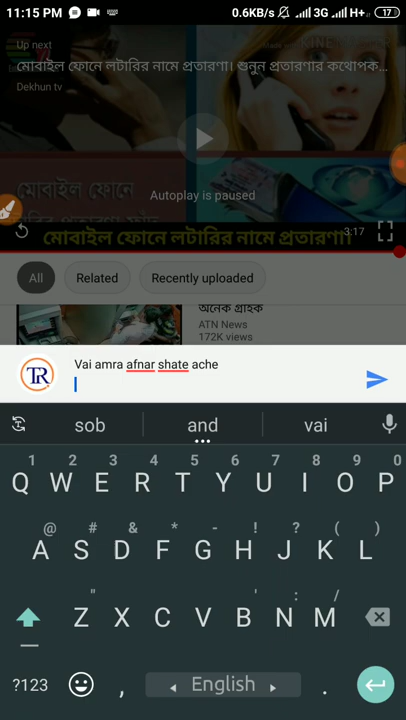 11:15 PM
0.6KB/s
3G
H+
17
Up next
মোবাইল ফোনে লটারির নামে প্রতারণা। শুনুন প্রতারণার কথোপক...
Dekhun tv
মোবাইল ফোনে
Autoplay is paused
মোবাইল ফোনে লটারির নামে প্রতারণা
3:17
All
Related
Recently uploaded
অনেক গ্রাহক
ATN News
172K views
TR
Vai amra afnar shate ache
sob
and
vai
1 2 3 4 5 6 7 8 9 0
Q W E R T Y U I O P
@ # & * - ! ? ( )
A S D F G H J K L
" ' : /
Z X C V B N M
?123
,
English
.